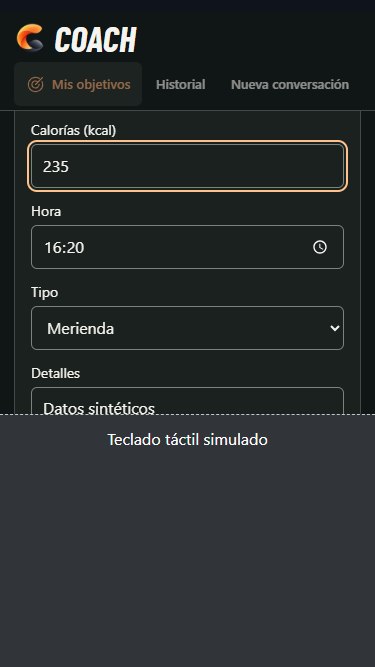 COACH
Mis objetivos
Historial
Nueva conversación
Calorías (kcal)
235
Hora
16:20
Tipo
Merienda
Detalles
Datos sintéticos
Teclado táctil simulado